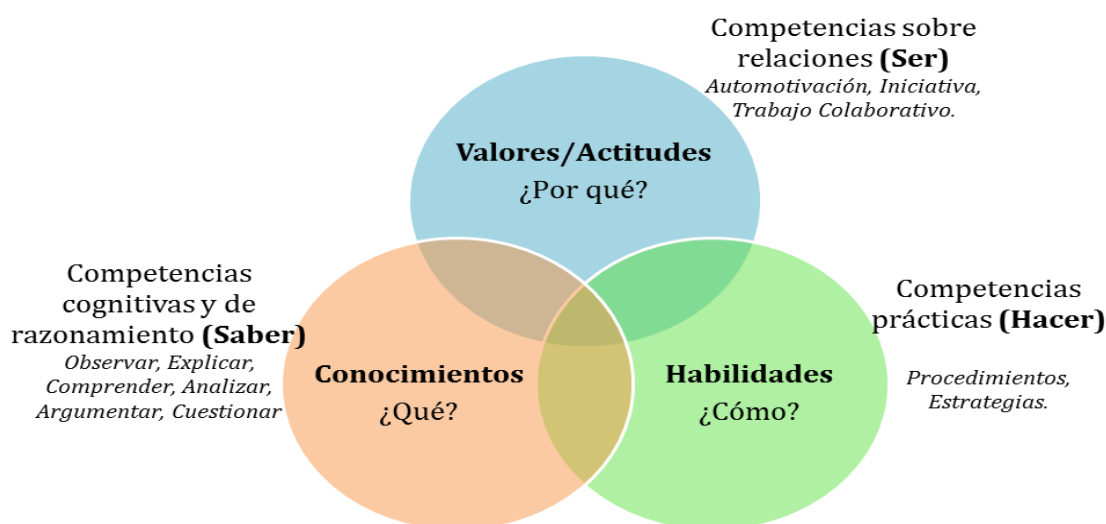 Competencias sobre
relaciones (Ser)
Automotivación, Iniciativa,
Trabajo Colaborativo.
Valores/Actitudes
¿Por qué?
Competencias
cognitivas y de
razonamiento (Saber)
Observar, Explicar,
Comprender, Analizar,
Argumentar, Cuestionar
Conocimientos
¿Qué?
Habilidades
¿Cómo?
Competencias
prácticas (Hacer)
Procedimientos,
Estrategias.